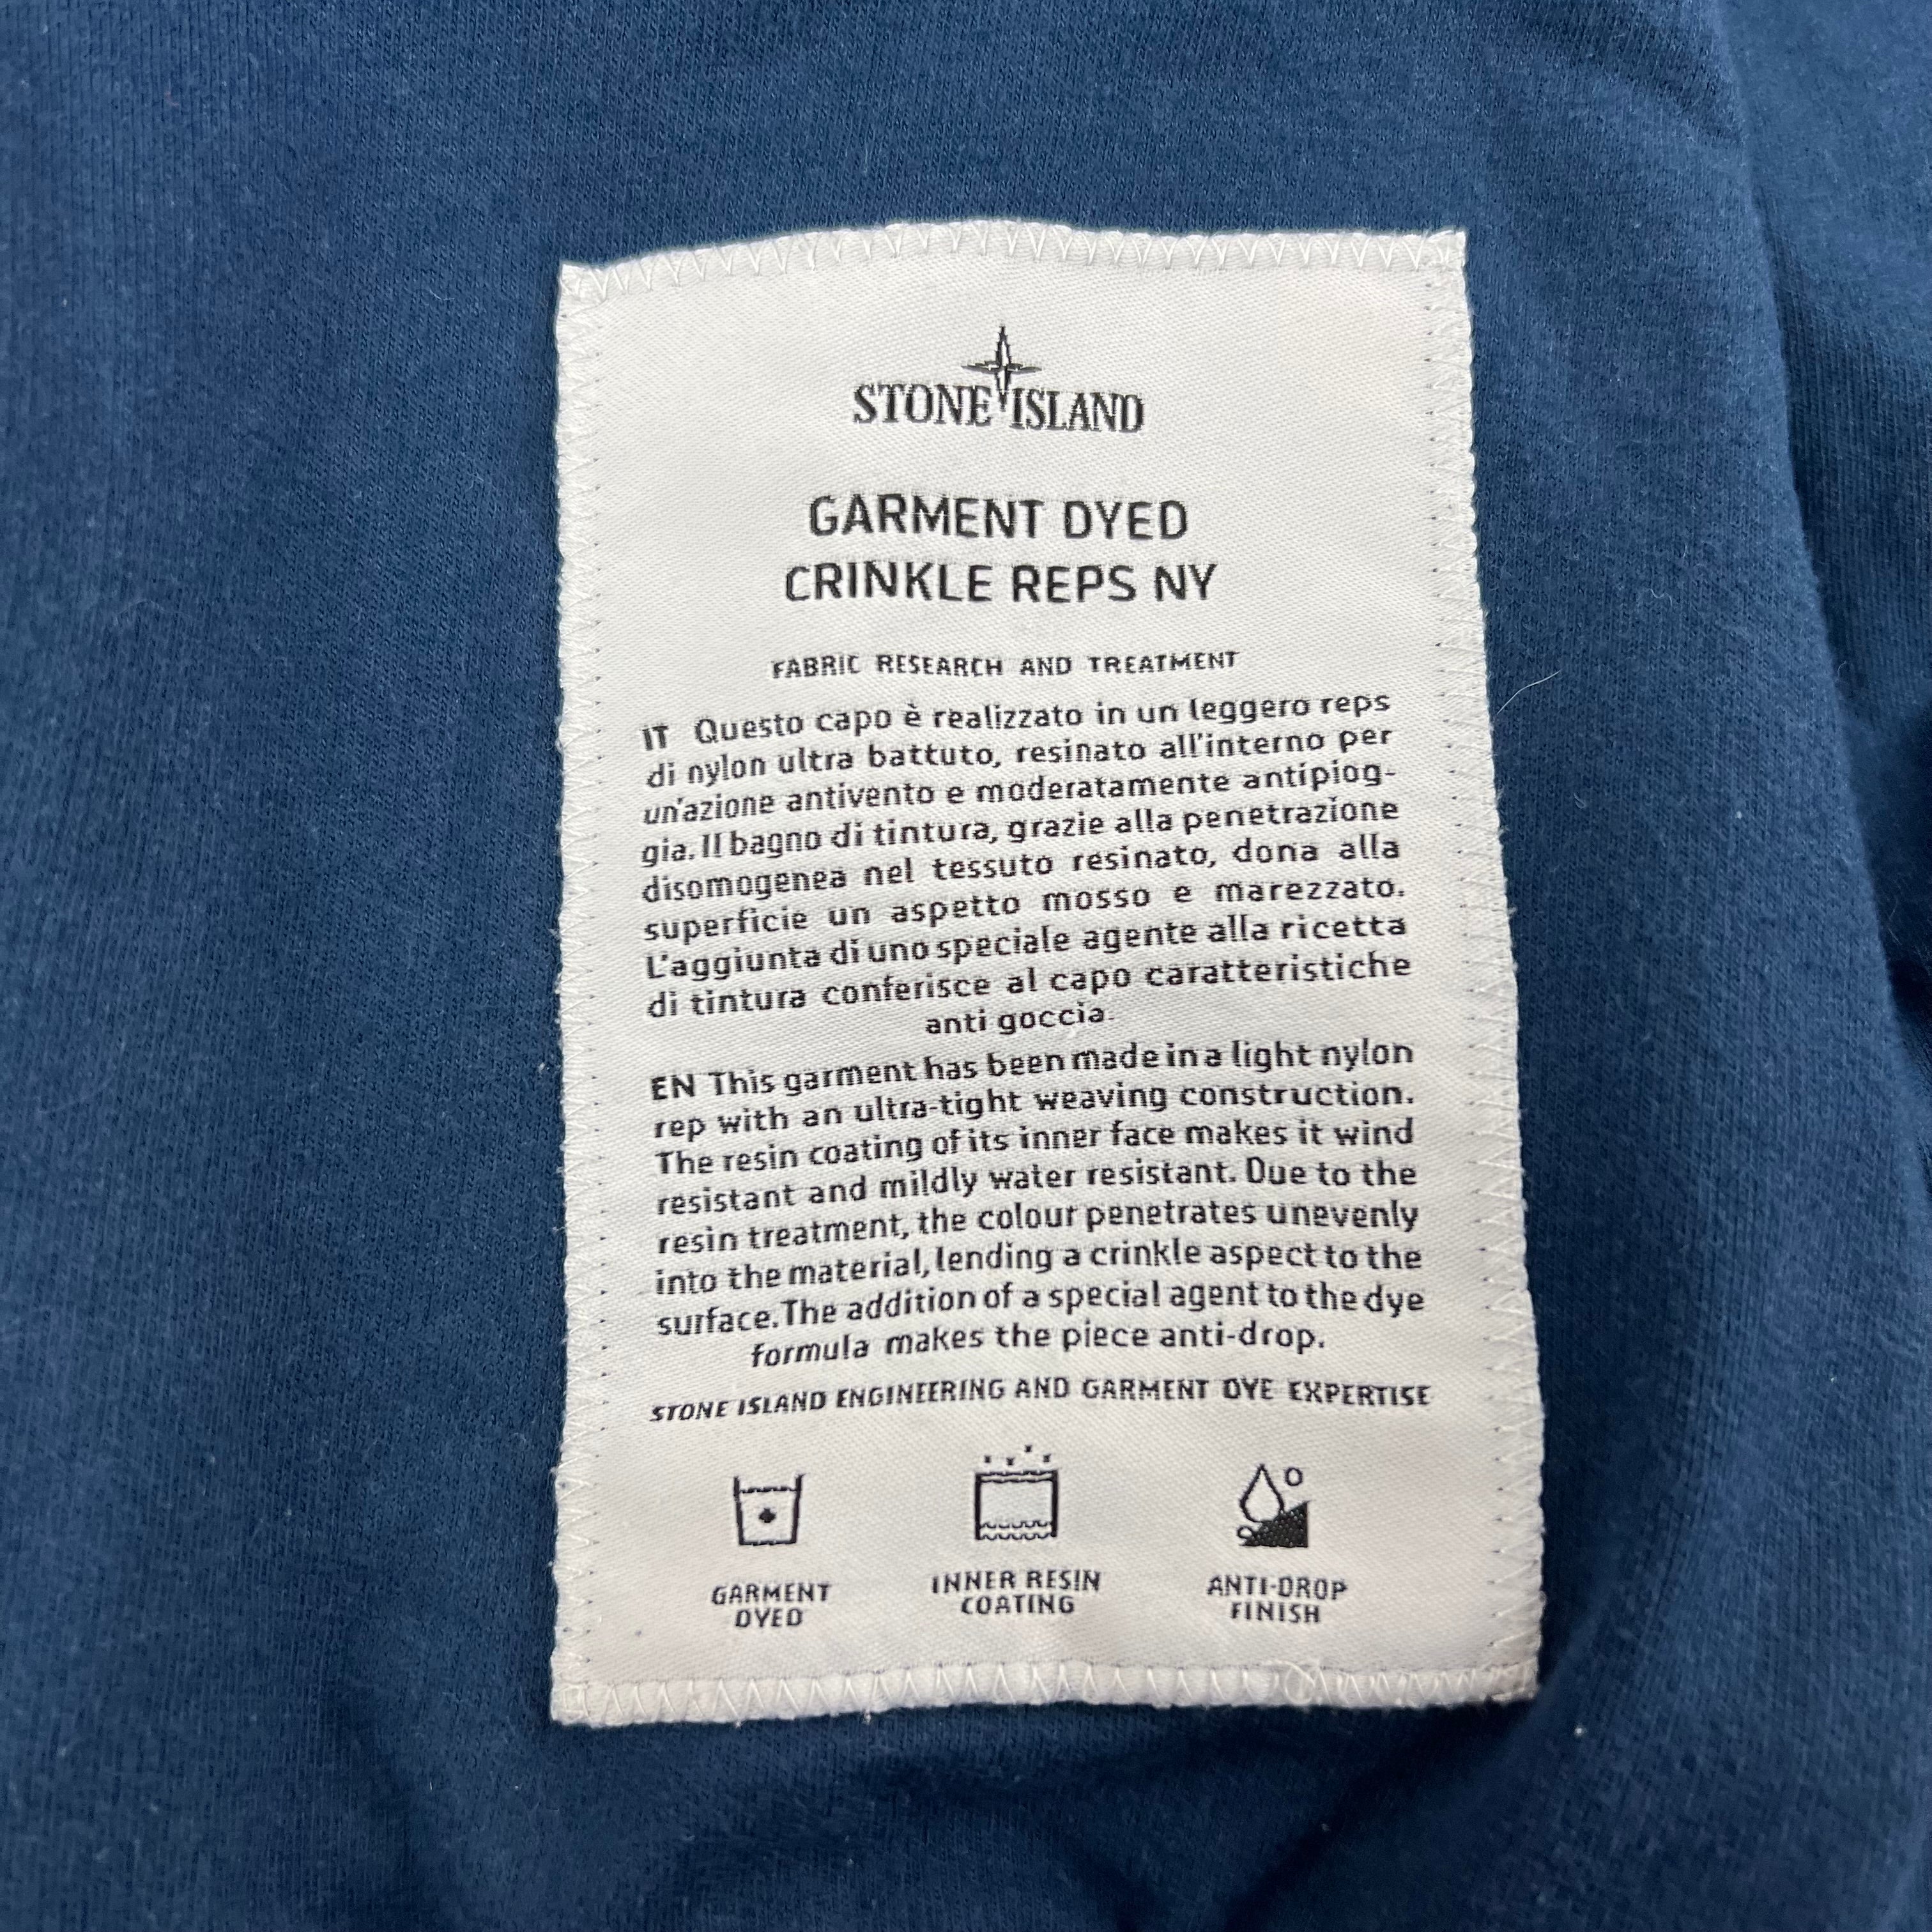 STONE ISLAND
GARMENT DYED
CRINKLE REPS NY
FABRIC RESEARCH AND TREATMENT
IT Questo capo è realizzato in un leggero reps
di nylon ultra battuto, resinato all'interno per
un'azione antivento e moderatamente antipiog-
gia. Il bagno di tintura, grazie alla penetrazione
disomogenea nel tessuto resinato, dona alla
superficie un aspetto mosso e marezzato.
L'aggiunta di uno speciale agente alla ricetta
di tintura conferisce al capo caratteristiche
anti goccia.
EN This garment has been made in a light nylon
rep with an ultra-tight weaving construction.
The resin coating of its inner face makes it wind
resistant and mildly water resistant. Due to the
resin treatment, the colour penetrates unevenly
into the material, lending a crinkle aspect to the
surface. The addition of a special agent to the dye
formula makes the piece anti-drop.
STONE ISLAND ENGINEERING AND GARMENT DYE EXPERTISE
GARMENT
DYED
INNER RESIN
COATING
ANTI-DROP
FINISH